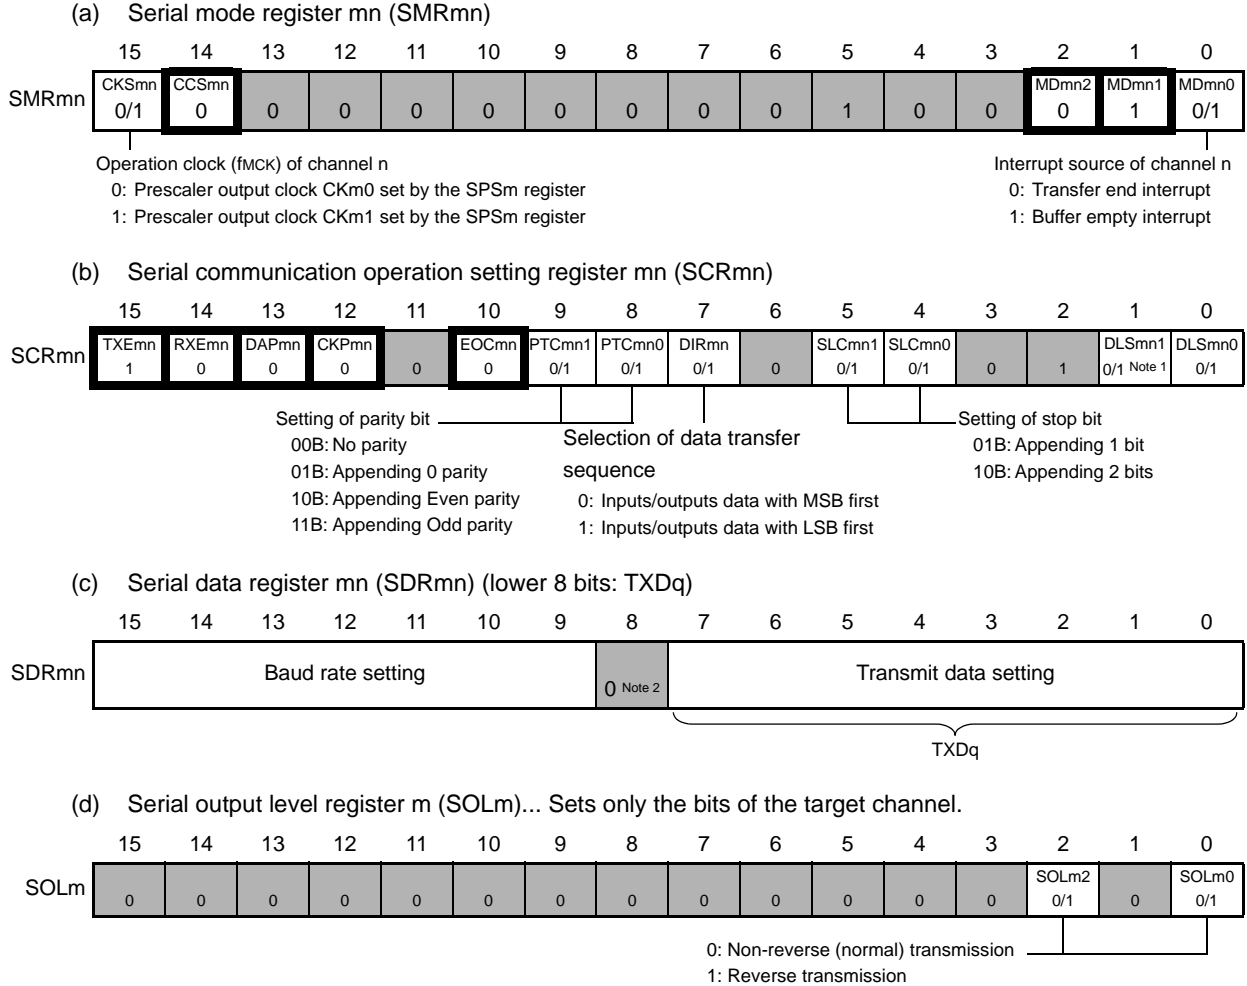 (a) Serial mode register mn (SMRmn)
15 14 13 12 11 10 9 8 7 6 5 4 3 2 1 0
CKSmn CCSmn MDmn2 MDmn1 MDmn0
SMRmn 0/1 0 0 0 0 0 0 0 0 0 1 0 0 0 1 0/1
Operation clock (fMCK) of channel n
0: Prescaler output clock CKm0 set by the SPSm register
1: Prescaler output clock CKm1 set by the SPSm register
Interrupt source of channel n
0: Transfer end interrupt
1: Buffer empty interrupt
(b) Serial communication operation setting register mn (SCRmn)
15 14 13 12 11 10 9 8 7 6 5 4 3 2 1 0
TXEmn RXEmn DAPmn CKPmn EOCmn PTCmn1 PTCmn0 DIRmn SLCmn1 SLCmn0 DLSmn1 DLSmn0
SCRmn 1 0 0 0 0 0 0/1 0/1 0/1 0 0/1 0/1 0 1 0/1 Note 1 0/1
Setting of parity bit
00B: No parity
01B: Appending 0 parity
10B: Appending Even parity
11B: Appending Odd parity
Selection of data transfer
sequence
0: Inputs/outputs data with MSB first
1: Inputs/outputs data with LSB first
Setting of stop bit
01B: Appending 1 bit
10B: Appending 2 bits
(c) Serial data register mn (SDRmn) (lower 8 bits: TXDq)
15 14 13 12 11 10 9 8 7 6 5 4 3 2 1 0
SDRmn Baud rate setting 0 Note 2 Transmit data setting
TXDq
(d) Serial output level register m (SOLm)... Sets only the bits of the target channel.
15 14 13 12 11 10 9 8 7 6 5 4 3 2 1 0
SOLm2 SOLm0
SOLm 0 0 0 0 0 0 0 0 0 0 0 0 0 0/1 0 0/1
0: Non-reverse (normal) transmission
1: Reverse transmission